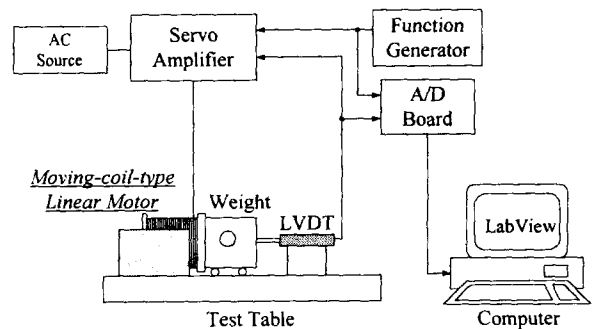 AC
Source
Servo
Amplifier
Function
Generator
A/D
Board
Moving-coil-type
Linear Motor
Weight
LVDT
LabView
Test Table
Computer